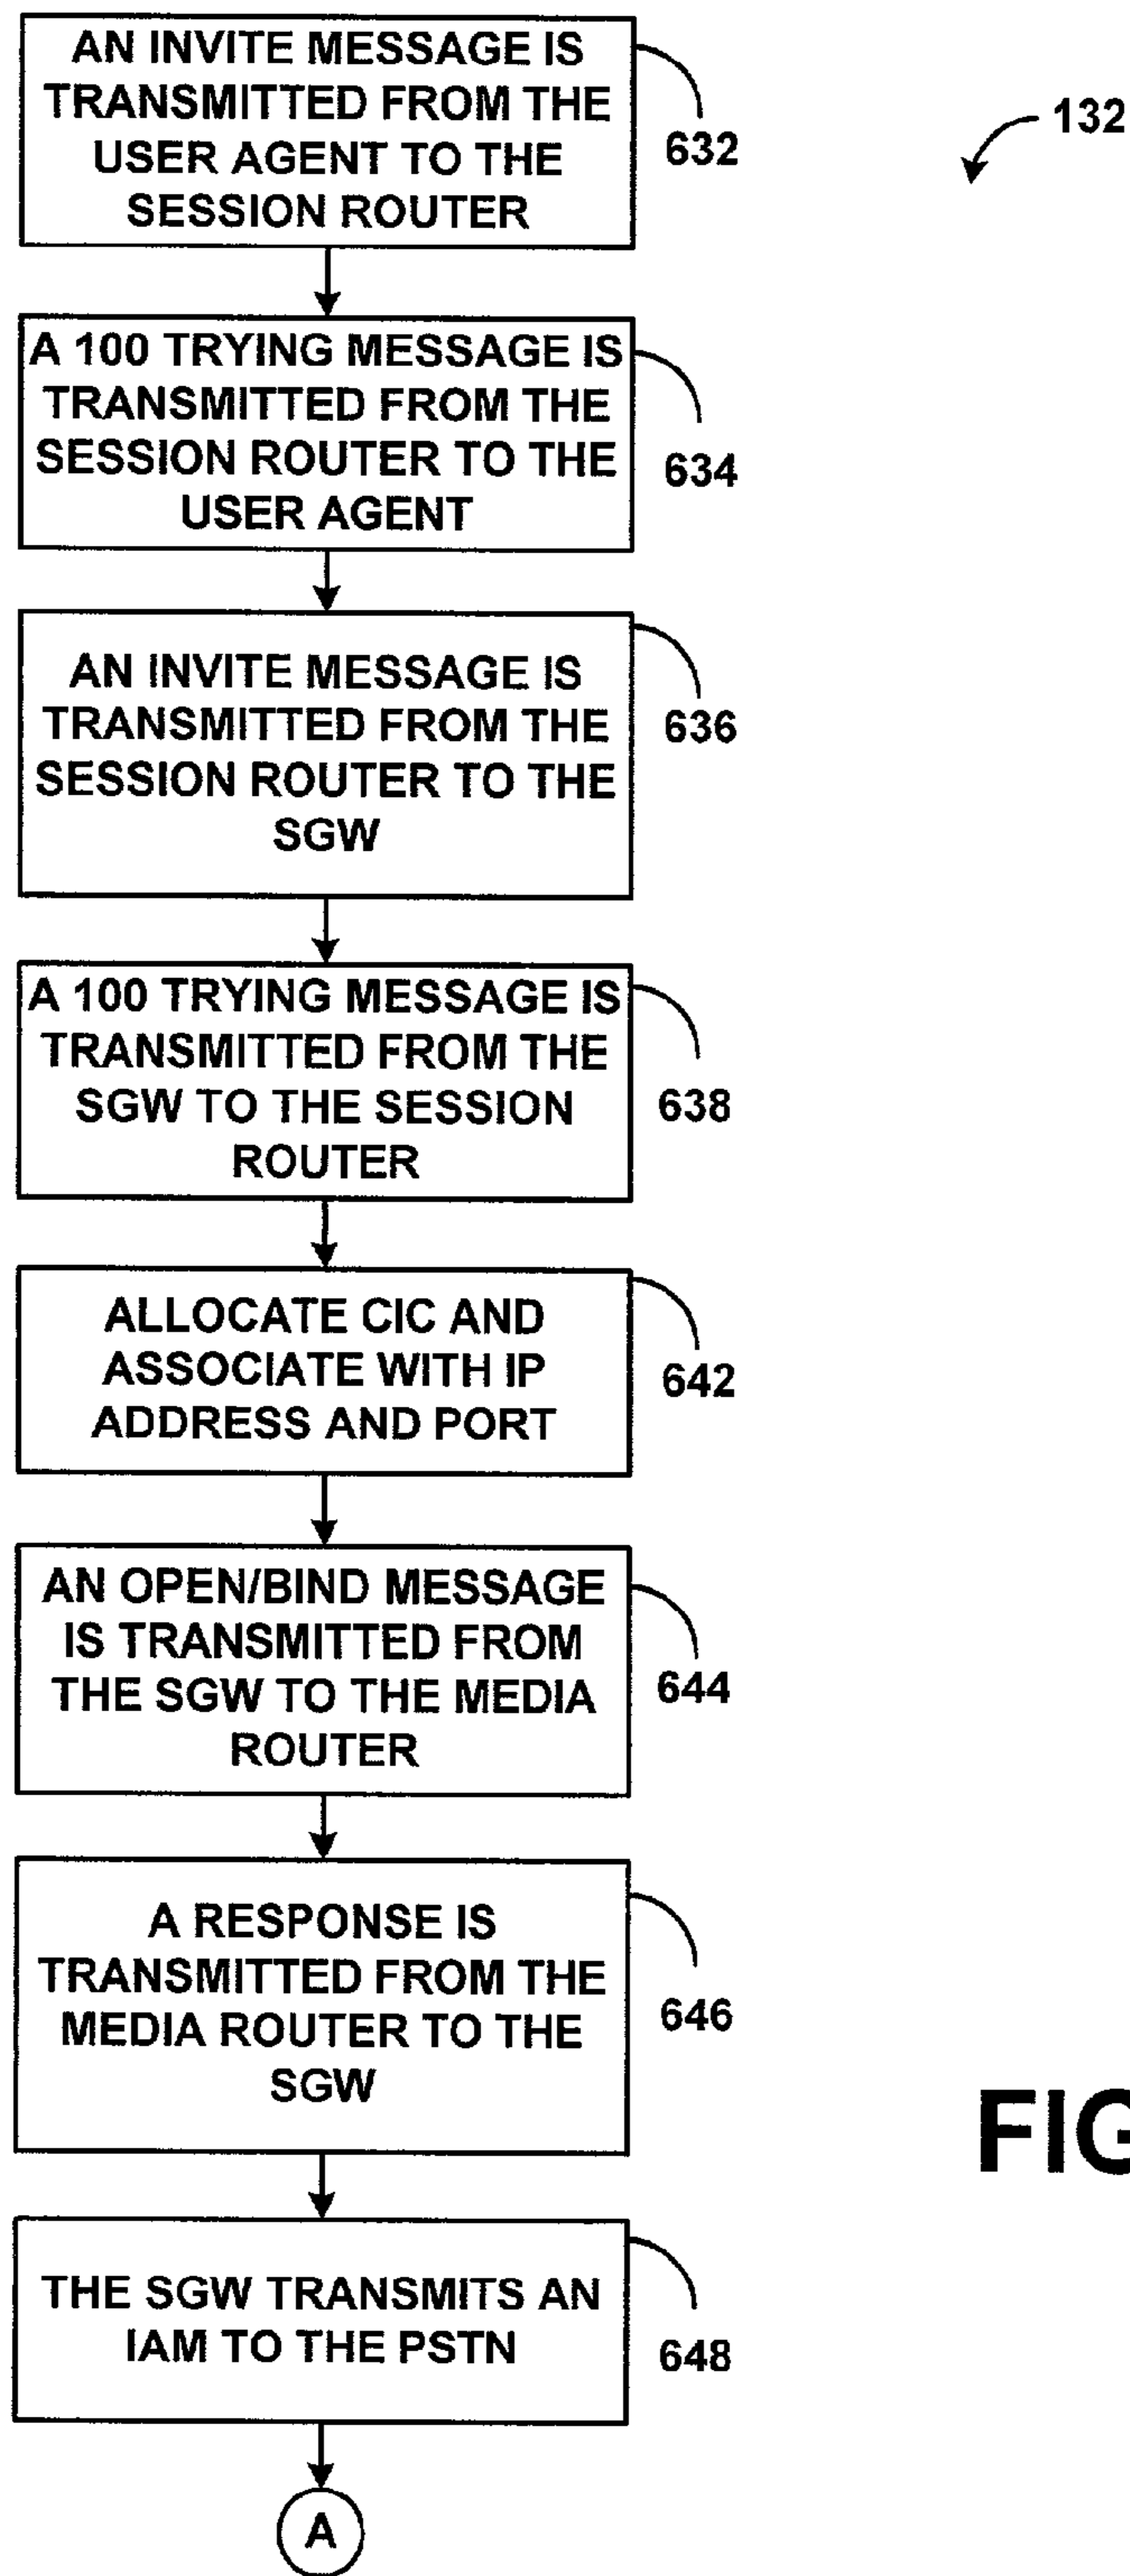 AN INVITE MESSAGE IS
TRANSMITTED FROM THE
USER AGENT TO THE
SESSION ROUTER
632
132
A 100 TRYING MESSAGE IS
TRANSMITTED FROM THE
SESSION ROUTER TO THE
USER AGENT
634
AN INVITE MESSAGE IS
TRANSMITTED FROM THE
SESSION ROUTER TO THE
SGW
636
A 100 TRYING MESSAGE IS
TRANSMITTED FROM THE
SGW TO THE SESSION
ROUTER
638
ALLOCATE CIC AND
ASSOCIATE WITH IP
ADDRESS AND PORT
642
AN OPEN/BIND MESSAGE
IS TRANSMITTED FROM
THE SGW TO THE MEDIA
ROUTER
644
A RESPONSE IS
TRANSMITTED FROM THE
MEDIA ROUTER TO THE
SGW
646
FIG
THE SGW TRANSMITS AN
IAM TO THE PSTN
648
A